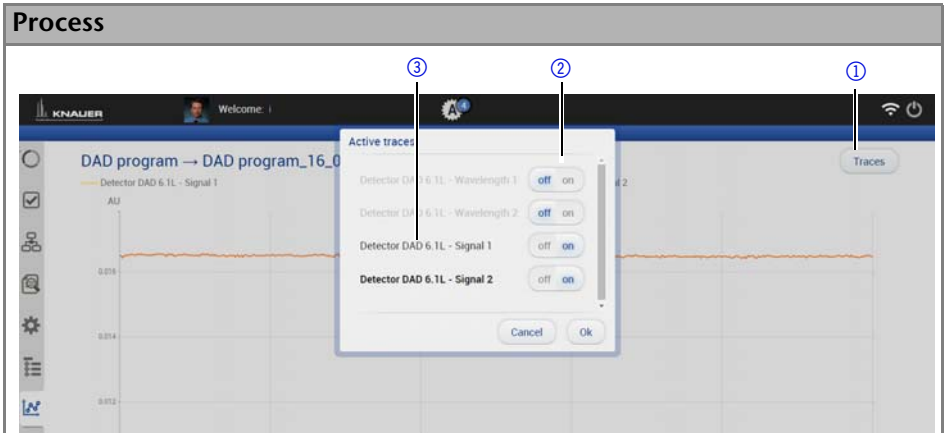 Process
③ ② ①
KNAUER Welcome: A 4
Active traces
DAD program → DAD program_16_0 Traces
Detector DAD 6.1L - Wavelength 1 off on
Detector DAD 6.1L - Signal 1
AU
Detector DAD 6.1L - Wavelength 2 off on
Detector DAD 6.1L - Signal 1 off on
0.016
Detector DAD 6.1L - Signal 2 off on
Cancel Ok
0.014
0.012